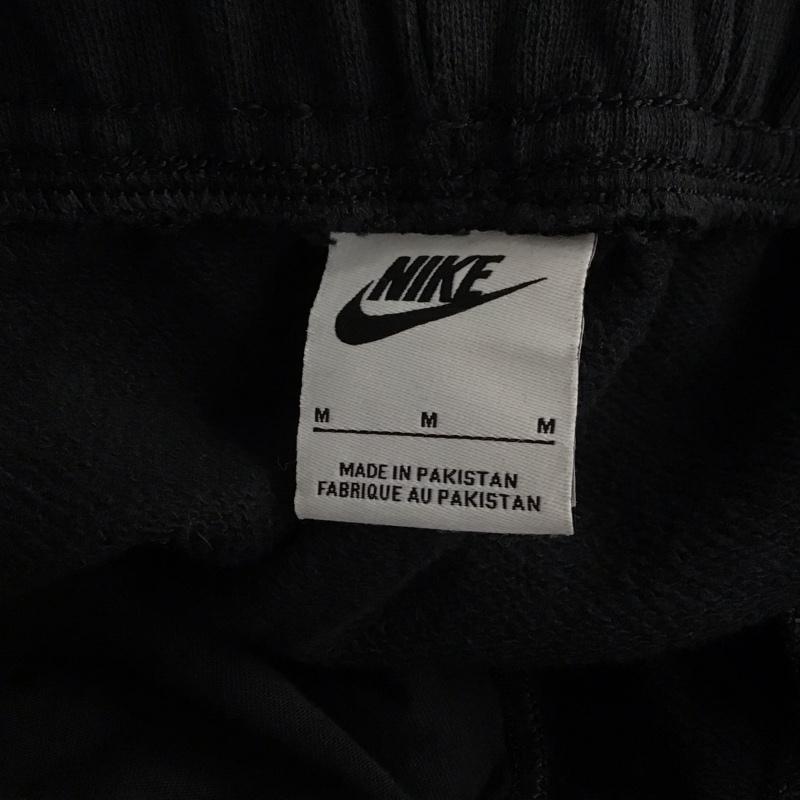 NIKE
M M M
MADE IN PAKISTAN
FABRIQUE AU PAKISTAN